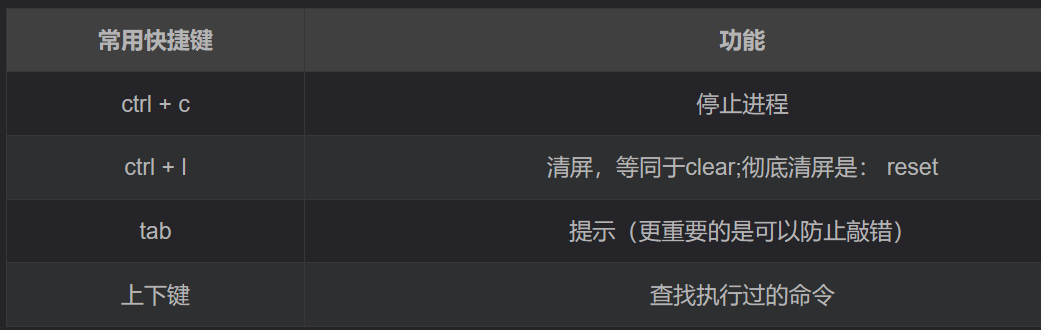 常用快捷键 功能
ctrl + c 停止进程
ctrl + l 清屏，等同于clear;彻底清屏是： reset
tab 提示（更重要的是可以防止敲错）
上下键 查找执行过的命令